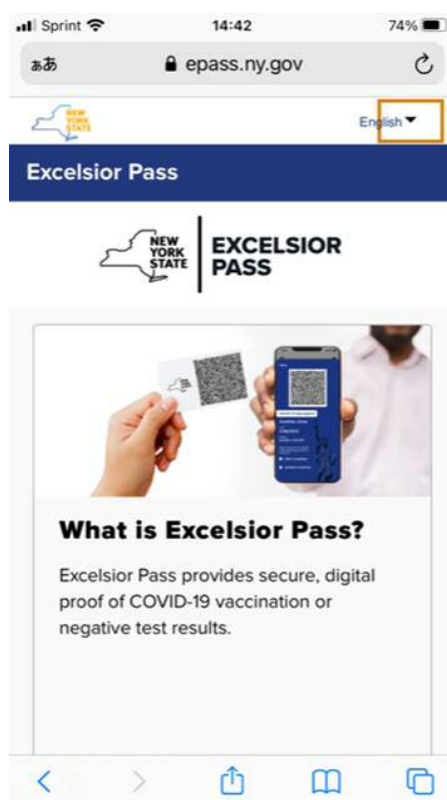 Sprint 14:42 74%
ぁあ epass.ny.gov
NEW
YORK
STATE
English
Excelsior Pass
NEW
YORK
STATE
EXCELSIOR
PASS
What is Excelsior Pass?
Excelsior Pass provides secure, digital
proof of COVID-19 vaccination or
negative test results.